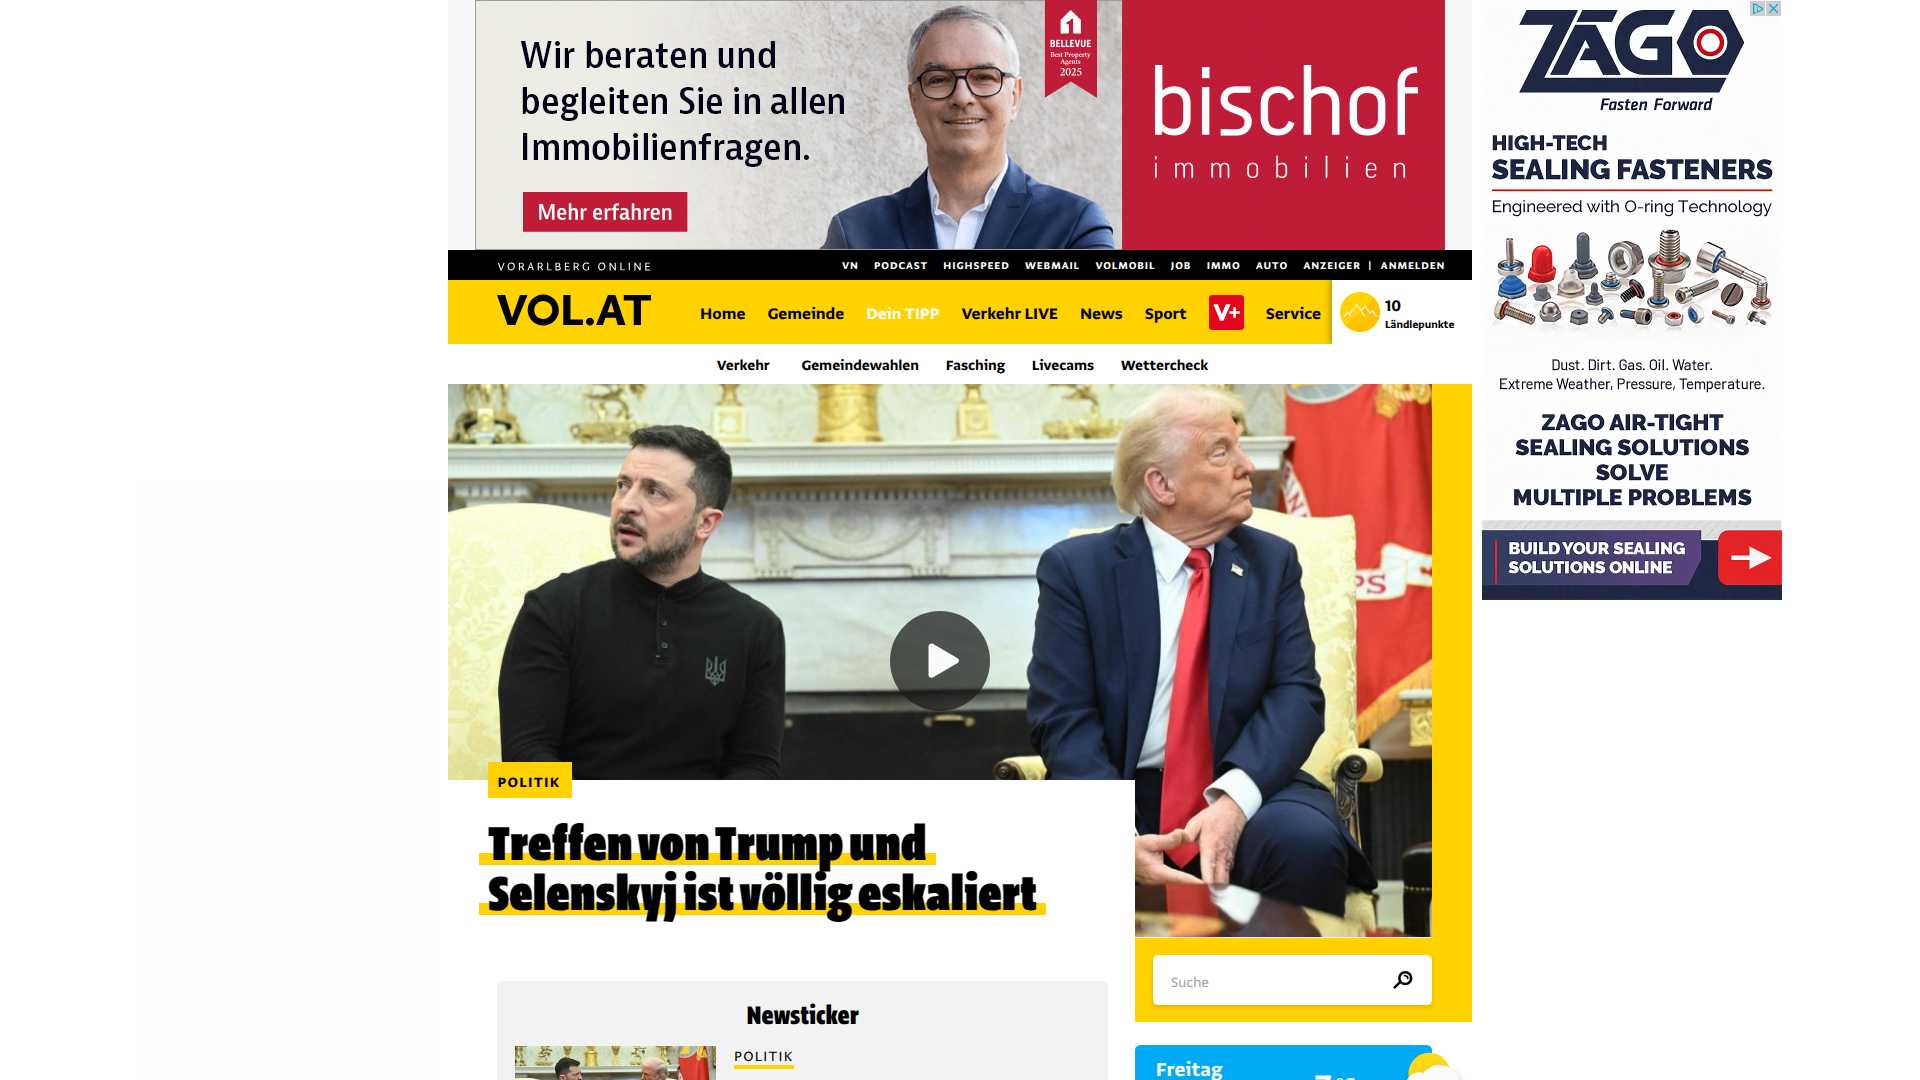 Wir beraten und
begleiten Sie in allen
Immobilienfragen.
Mehr erfahren
BELLEVUE
Best Property
Agents
2025
bischof
immobilien
ZAGO
Fasten Forward
HIGH-TECH
SEALING FASTENERS
Engineered with O-ring Technology
Dust. Dirt. Gas. Oil. Water.
Extreme Weather, Pressure, Temperature.
ZAGO AIR-TIGHT
SEALING SOLUTIONS
SOLVE
MULTIPLE PROBLEMS
BUILD YOUR SEALING
SOLUTIONS ONLINE
VORARLBERG ONLINE
VN PODCAST HIGHSPEED WEBMAIL VOLMOBIL JOB IMMO AUTO ANZEIGER | ANMELDEN
VOL.AT
Home Gemeinde Dein TIPP Verkehr LIVE News Sport V+ Service
10
Ländlepunkte
Verkehr Gemeindewahlen Fasching Livecams Wettercheck
POLITIK
Treffen von Trump und
Selenskyj ist völlig eskaliert
Suche
Newsticker
POLITIK
Freitag